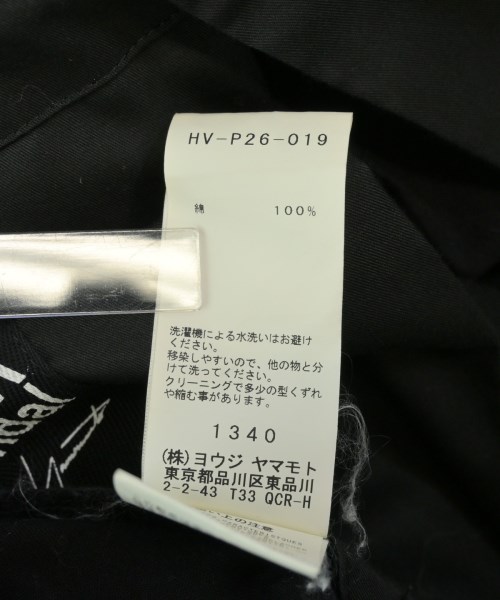 HV-P26-019
綿 100%
洗濯機による水洗いはお避け
ください。
移染しやすいので、他の物と分
けて洗ってください。
クリーニングで多少の型くずれ
や縮む事があります。
1340
(株)ヨウジ ヤマモト
東京都品川区東品川
2-2-43 T33 QCR-H